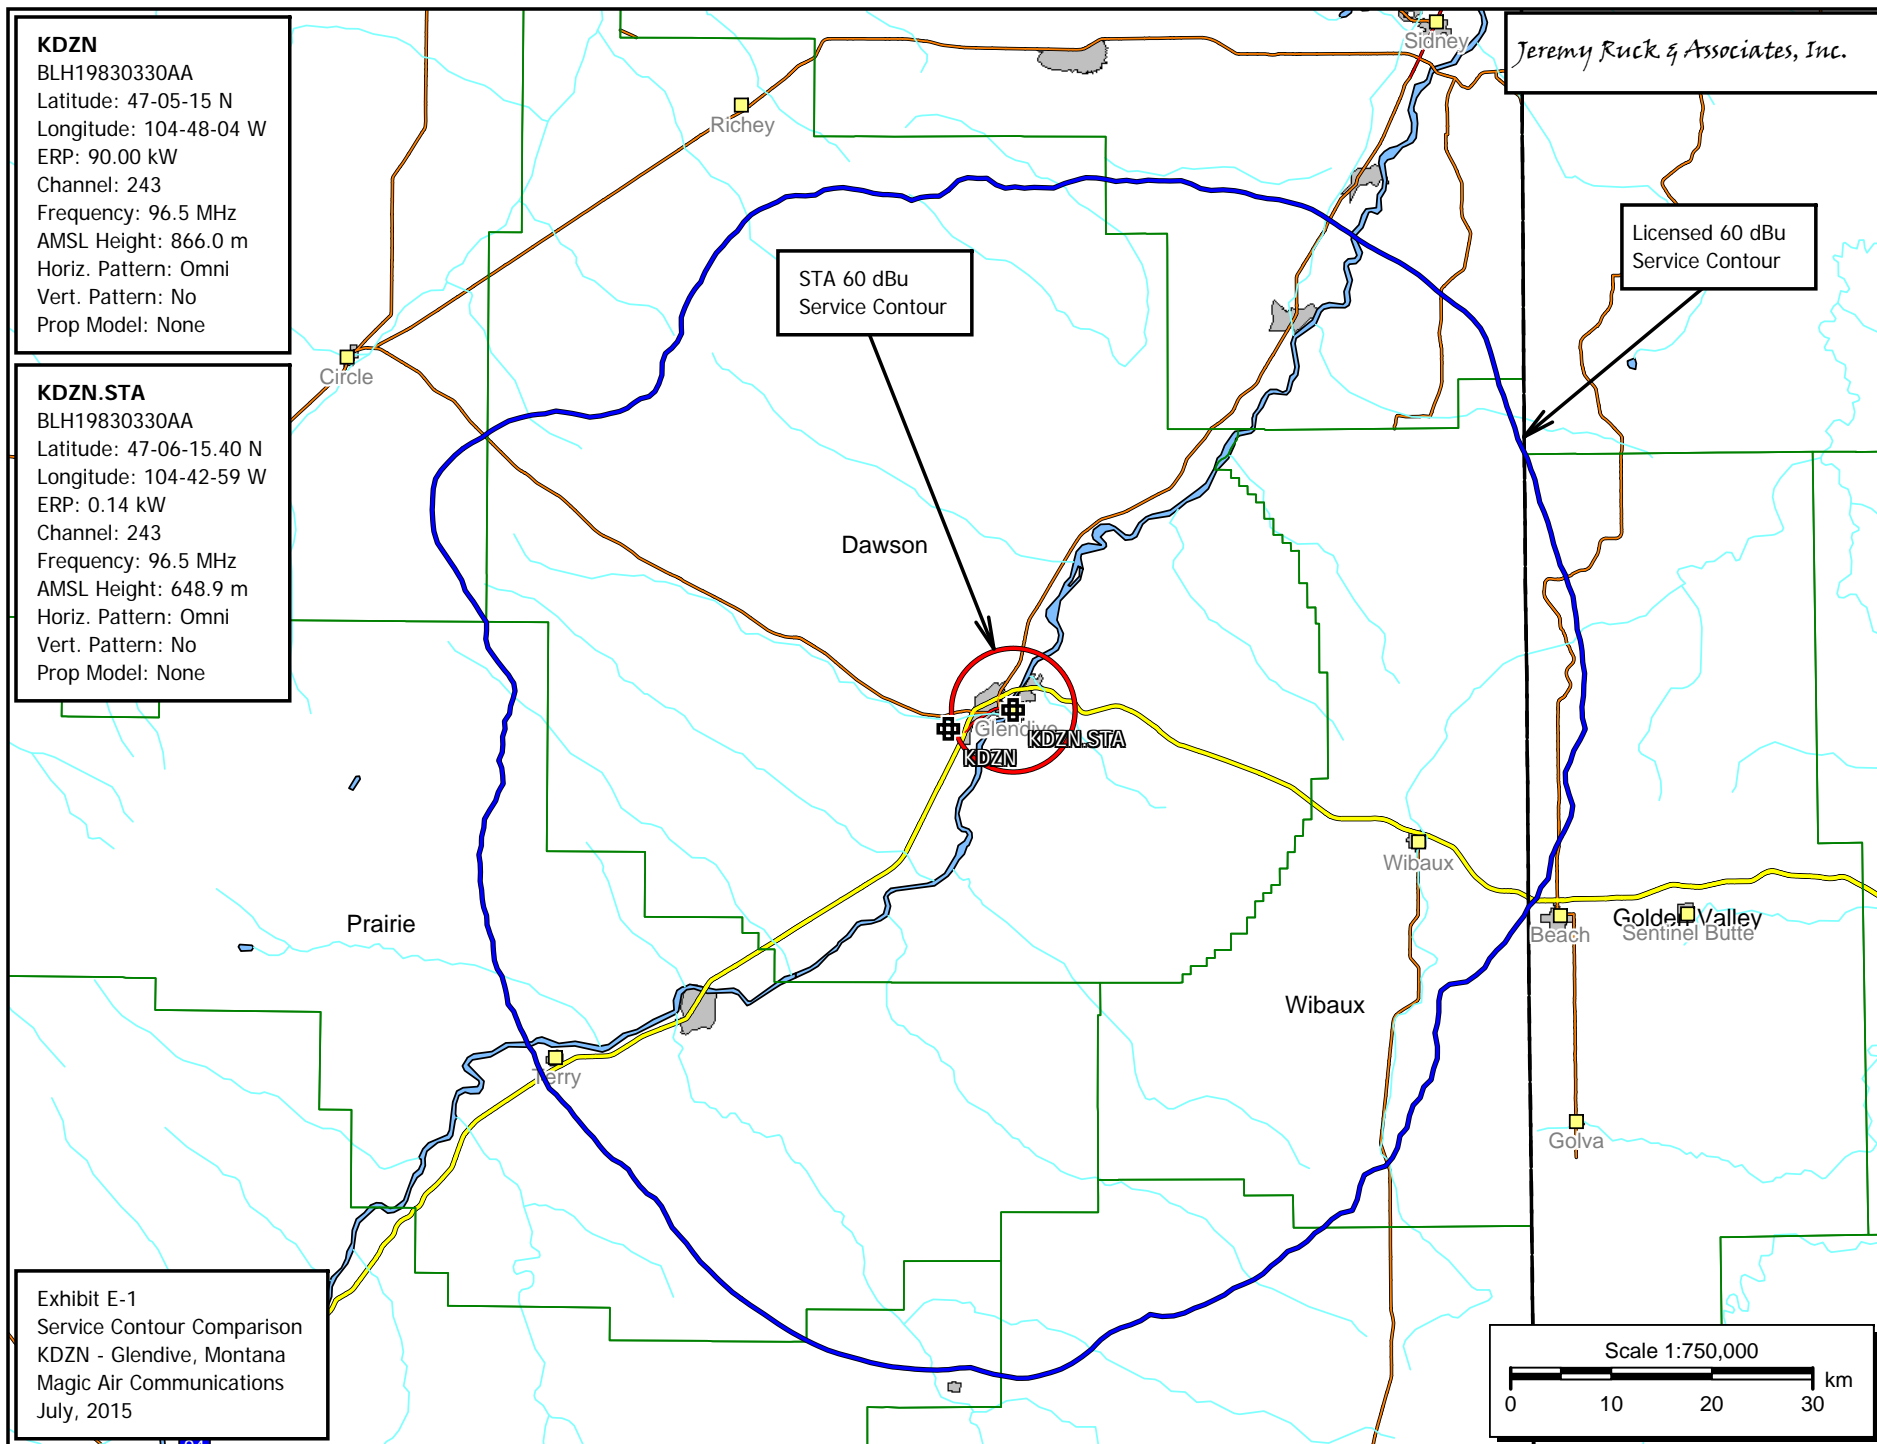 KDZN
BLH19830330AA
Latitude: 47-05-15 N
Longitude: 104-48-04 W
ERP: 90.00 kW
Channel: 243
Frequency: 96.5 MHz
AMSL Height: 866.0 m
Horiz. Pattern: Omni
Vert. Pattern: No
Prop Model: None
KDZN.STA
BLH19830330AA
Latitude: 47-06-15.40 N
Longitude: 104-42-59 W
ERP: 0.14 kW
Channel: 243
Frequency: 96.5 MHz
AMSL Height: 648.9 m
Horiz. Pattern: Omni
Vert. Pattern: No
Prop Model: None
Jeremy Ruck & Associates, Inc.
Sidney
Richey
Licensed 60 dBu
Service Contour
STA 60 dBu
Service Contour
Circle
Dawson
Glendive
KDZN.STA
KDZN
Wibaux
Prairie
Beach
Golden Valley
Sentinel Butte
Wibaux
Terry
Golva
Exhibit E-1
Service Contour Comparison
KDZN - Glendive, Montana
Magic Air Communications
July, 2015
Scale 1:750,000
km
0 10 20 30